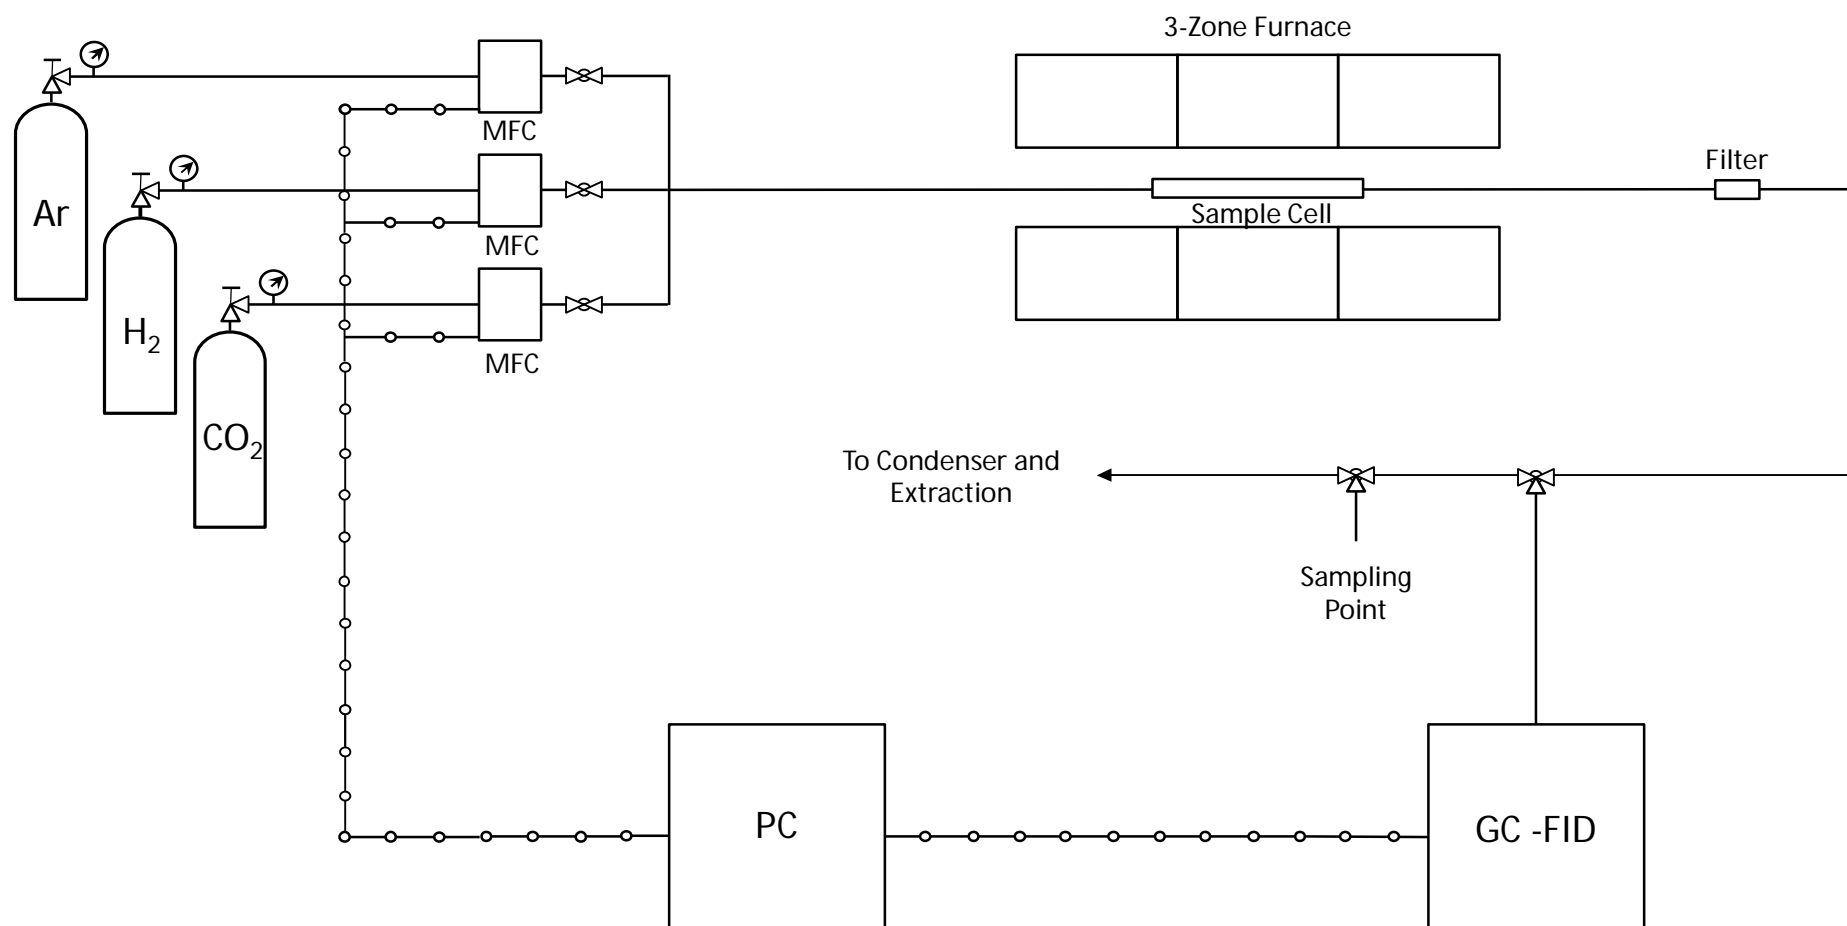 3-Zone Furnace
MFC
Filter
Ar
Sample Cell
MFC
H₂
MFC
CO₂
To Condenser and
Extraction
Sampling
Point
PC
GC -FID